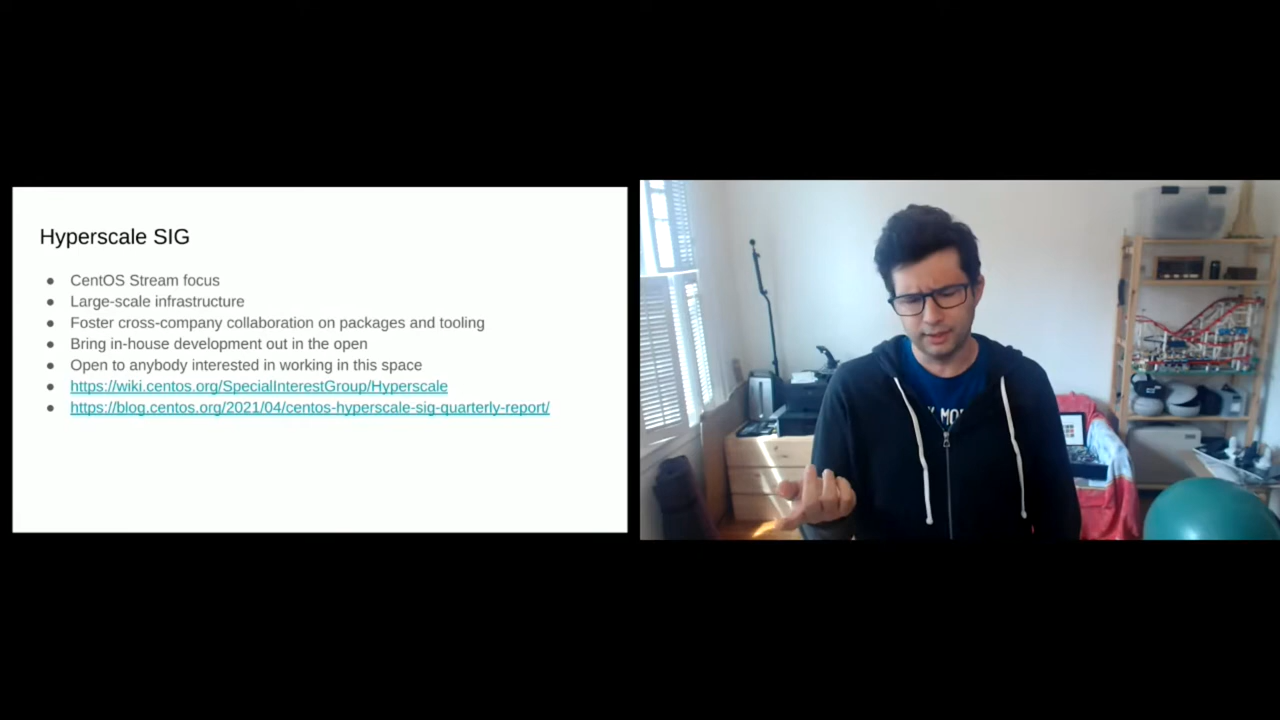 Hyperscale SIG
● CentOS Stream focus
● Large-scale infrastructure
● Foster cross-company collaboration on packages and tooling
● Bring in-house development out in the open
● Open to anybody interested in working in this space
● https://wiki.centos.org/SpecialInterestGroup/Hyperscale
● https://blog.centos.org/2021/04/centos-hyperscale-sig-quarterly-report/